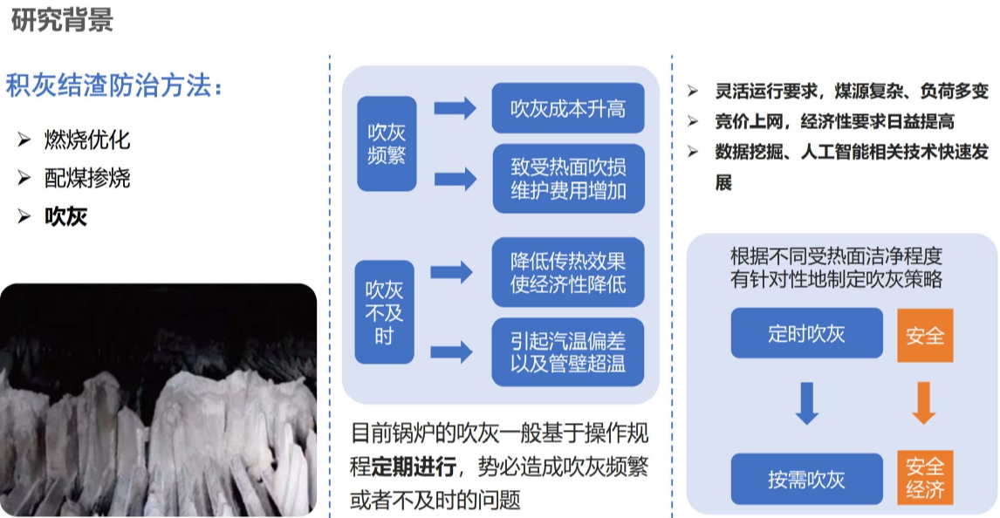 研究背景
积灰结渣防治方法：
燃烧优化
配煤掺烧
吹灰
吹灰
频繁
吹灰成本升高
致受热面吹损
维护费用增加
吹灰
不及
时
降低传热效果
使经济性降低
引起汽温偏差
以及管壁超温
目前锅炉的吹灰一般基于操作规
程定期进行，势必造成吹灰频繁
或者不及时的问题
灵活运行要求，煤源复杂、负荷多变
竞价上网，经济性要求日益提高
数据挖掘、人工智能相关技术快速发
展
根据不同受热面洁净程度
有针对性地制定吹灰策略
定时吹灰
安全
按需吹灰
安全
经济